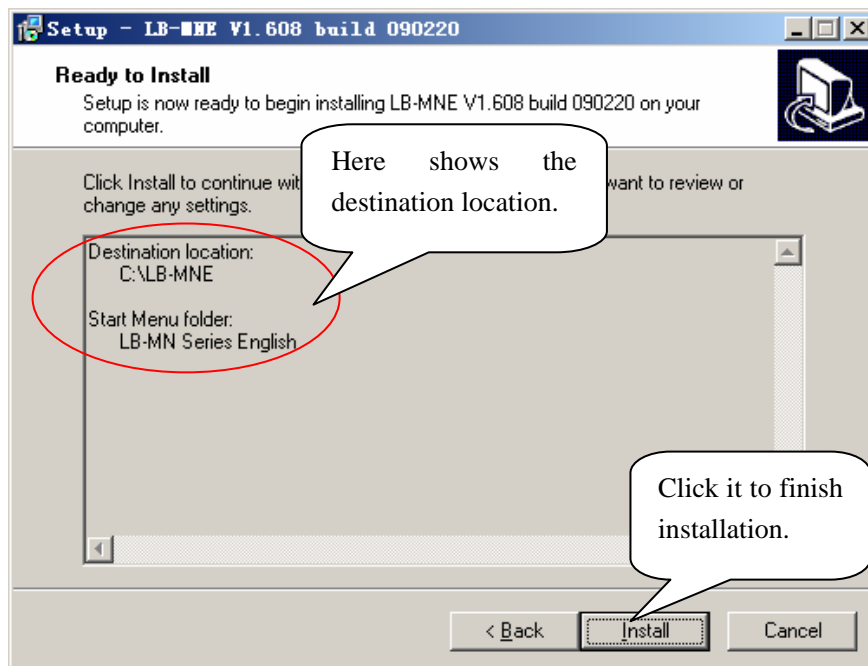 Setup - LB-MNE V1.608 build 090220
Ready to Install
Setup is now ready to begin installing LB-MNE V1.608 build 090220 on your
computer.
Click Install to continue wit
want to review or
change any settings.
Here shows the
destination location.
Destination location:
C:\LB-MNE
Start Menu folder:
LB-MN Series English
Click it to finish
installation.
< Back
Install
Cancel